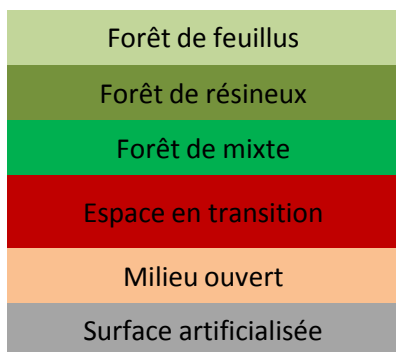 Forêt de feuillus
Forêt de résineux
Forêt de mixte
Espace en transition
Milieu ouvert
Surface artificialisée